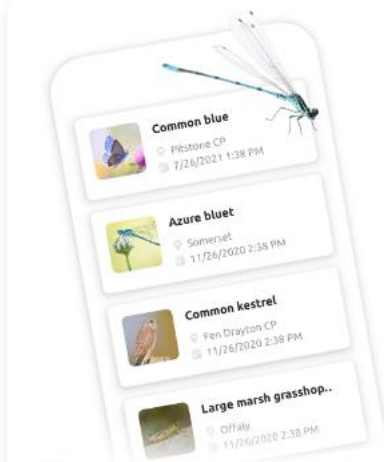 Common blue
Pitstone CP
7/26/2021 1:38 PM
Azure bluet
Somerset
11/26/2020 2:38 PM
Common kestrel
Fen Drayton CP
11/26/2020 2:38 PM
Large marsh grasshop..
Offaly
11/26/2020 2:38 PM